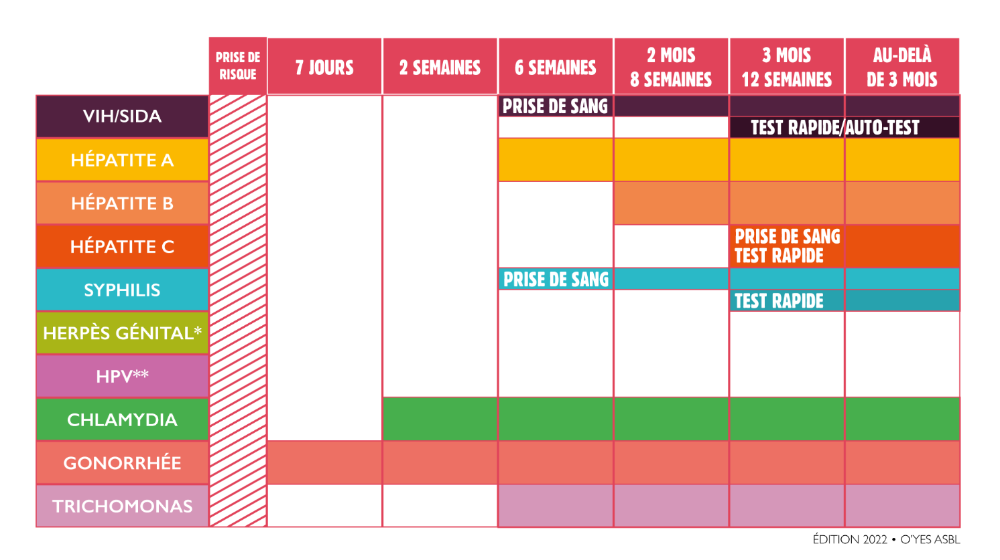 PRISE DE
RISQUE
7 JOURS
2 SEMAINES
6 SEMAINES
2 MOIS
8 SEMAINES
3 MOIS
12 SEMAINES
AU-DELÀ
DE 3 MOIS
VIH/SIDA
PRISE DE SANG
TEST RAPIDE/AUTO-TEST
HÉPATITE A
HÉPATITE B
HÉPATITE C
PRISE DE SANG
TEST RAPIDE
SYPHILIS
PRISE DE SANG
TEST RAPIDE
HERPÈS GÉNITAL*
HPV**
CHLAMYDIA
GONORRHÉE
TRICHOMONAS
ÉDITION 2022 • O'YES ASBL